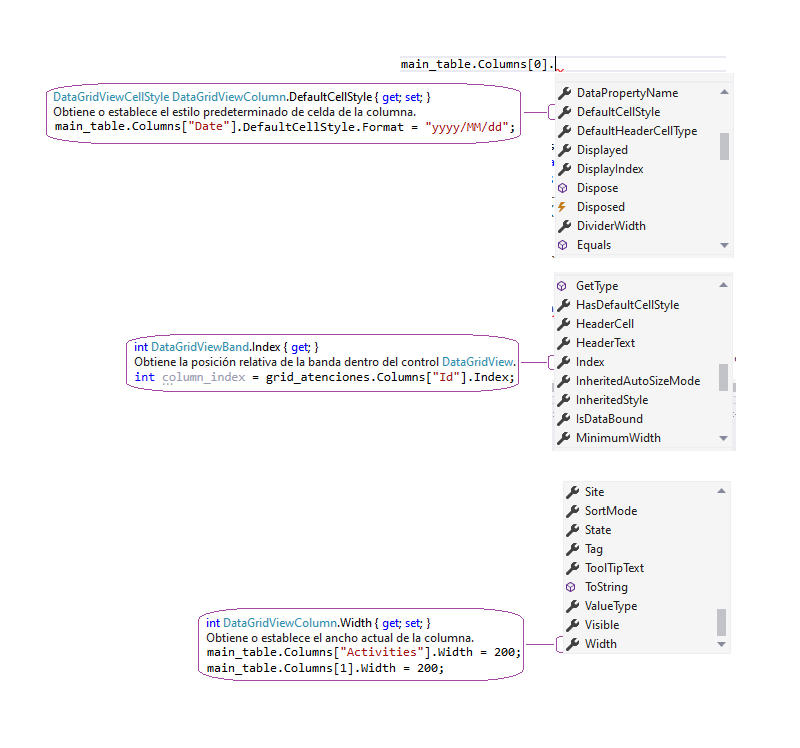 main_table.Columns[0].
DataGridViewCellStyle DataGridViewColumn.DefaultCellStyle { get; set; }
Obtiene o establece el estilo predeterminado de celda de la columna.
main_table.Columns["Date"].DefaultCellStyle.Format = "yyyy/MM/dd";
DataPropertyName
DefaultCellStyle
DefaultHeaderCellType
Displayed
DisplayIndex
Dispose
Disposed
DividerWidth
Equals
int DataGridViewBand.Index { get; }
Obtiene la posición relativa de la banda dentro del control DataGridView.
int column_index = grid_atenciones.Columns["Id"].Index;
GetType
HasDefaultCellStyle
HeaderCell
HeaderText
Index
InheritedAutoSizeMode
InheritedStyle
IsDataBound
MinimumWidth
Site
SortMode
State
Tag
ToolTipText
ToString
ValueType
Visible
Width
int DataGridViewColumn.Width { get; set; }
Obtiene o establece el ancho actual de la columna.
main_table.Columns["Activities"].Width = 200;
main_table.Columns[1].Width = 200;